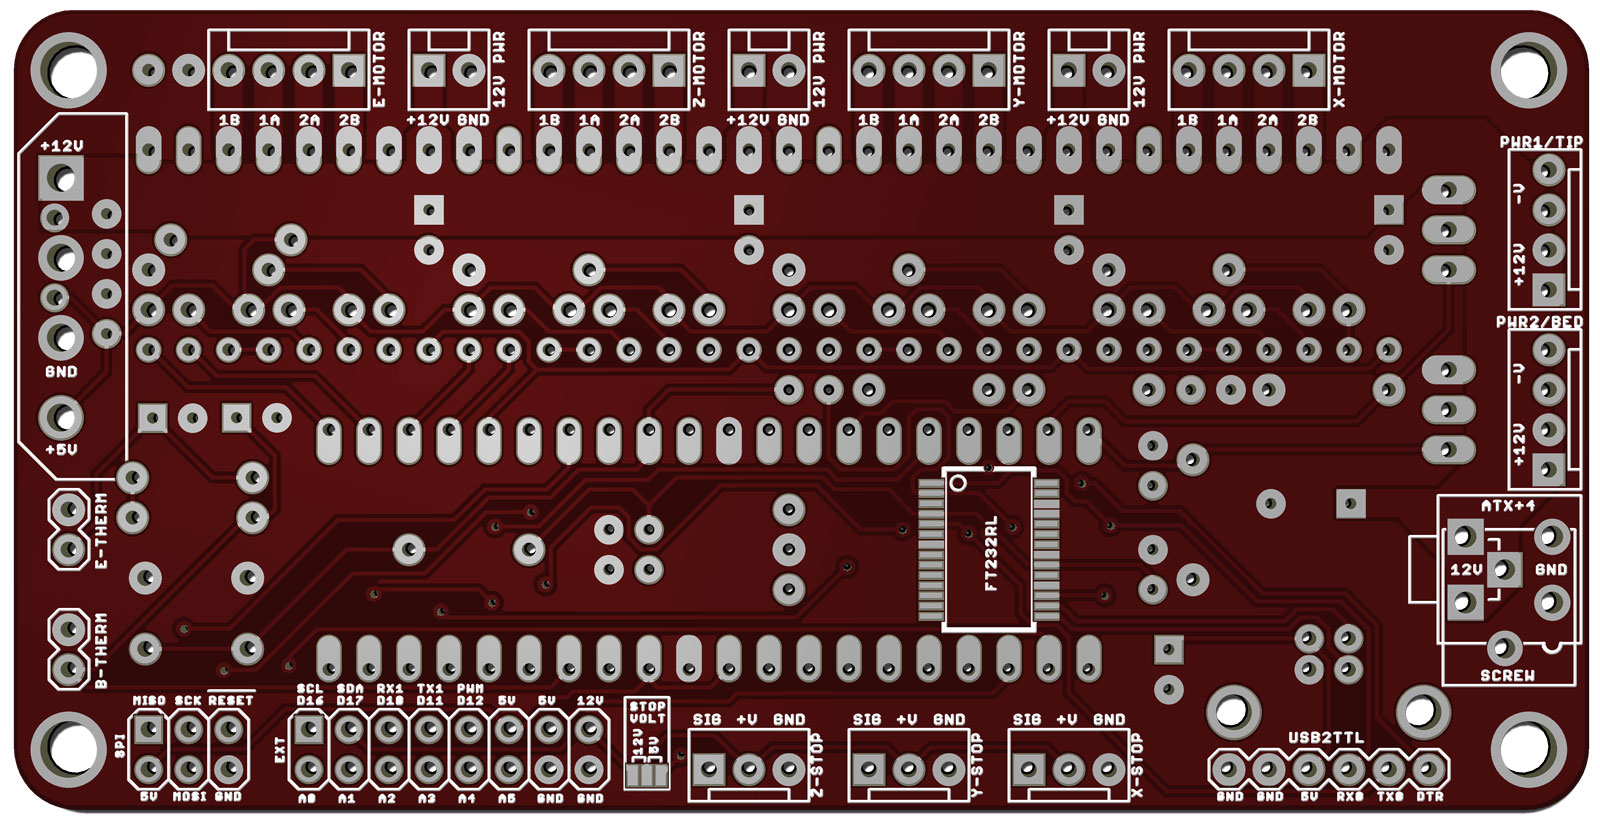 E-MOTOR
12V PWR
Z-MOTOR
12V PWR
Y-MOTOR
12V PWR
X-MOTOR
1B 1A 2A 2B
+12V GND
1B 1A 2A 2B
+12V GND
1B 1A 2A 2B
+12V GND
1B 1A 2A 2B
+12V
GND
+5V
PWR1/TIP
-V
+12V
PWR2/BED
-V
+12V
E-THERM
B-THERM
FT232RL
ATX+4
12V GND
SCREW
MISO SCK RESET
SPI
5V MOSI GND
SCL SDA RX1 TX1 PWM
D16 D17 D10 D11 D12 5V 5V 12V
EXT
A0 A1 A2 A3 A4 A5 GND GND
STOP
VOLT
12V
5V
SIG +V GND
Z-STOP
SIG +V GND
Y-STOP
SIG +V GND
X-STOP
USB2TTL
GND GND 5V RX0 TX0 DTR